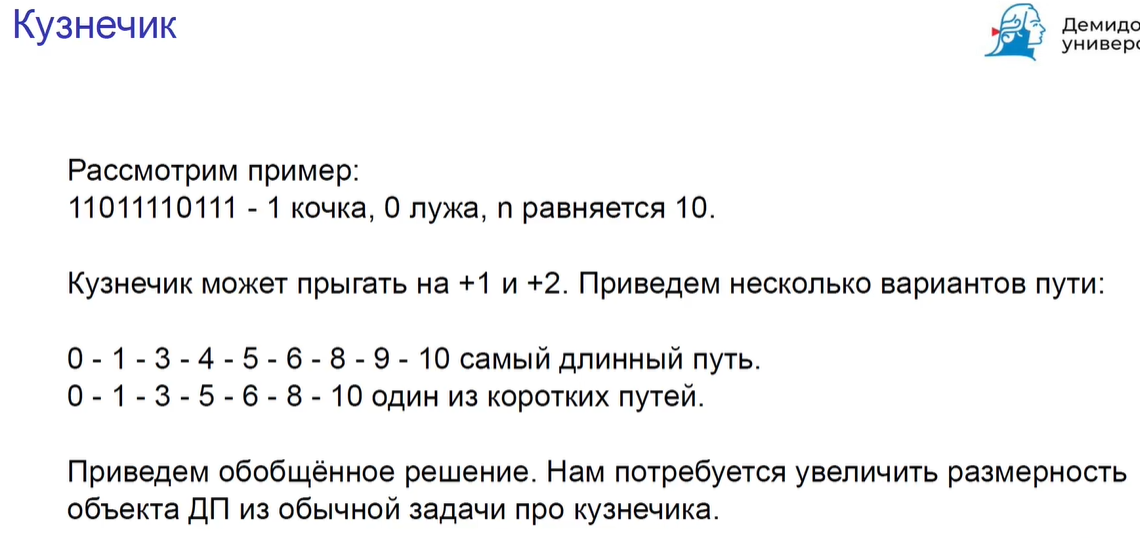 Кузнечик
Рассмотрим пример:
11011110111 - 1 кочка, 0 лужа, n равняется 10.
Кузнечик может прыгать на +1 и +2. Приведем несколько вариантов пути:
0 - 1 - 3 - 4 - 5 - 6 - 8 - 9 - 10 самый длинный путь.
0 - 1 - 3 - 5 - 6 - 8 - 10 один из коротких путей.
Приведем обобщённое решение. Нам потребуется увеличить размерность
объекта ДП из обычной задачи про кузнечика.